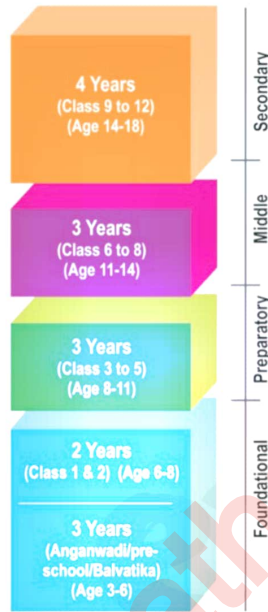 4 Years
(Class 9 to 12)
(Age 14-18)
Secondary
3 Years
(Class 6 to 8)
(Age 11-14)
Middle
3 Years
(Class 3 to 5)
(Age 8-11)
Preparatory
2 Years
(Class 1 & 2) (Age 6-8)
3 Years
(Anganwadi/pre-
school/Balvatika)
(Age 3-6)
Foundational